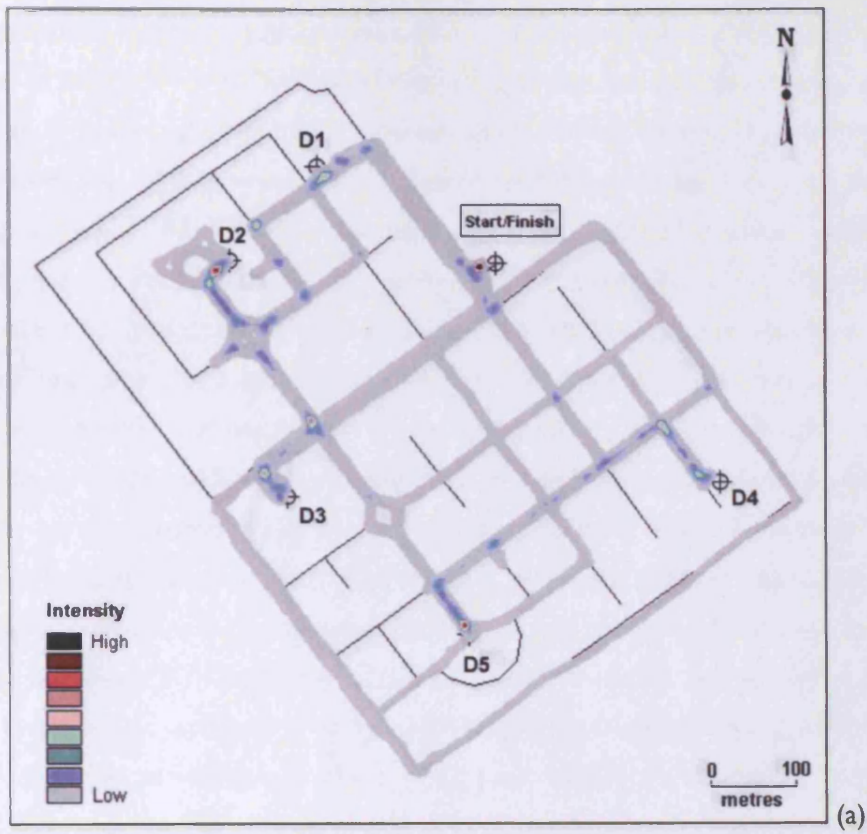 N
D1
Start/Finish
D2
D4
D3
Intensity
High
D5
Low
0 100
metres
(a)